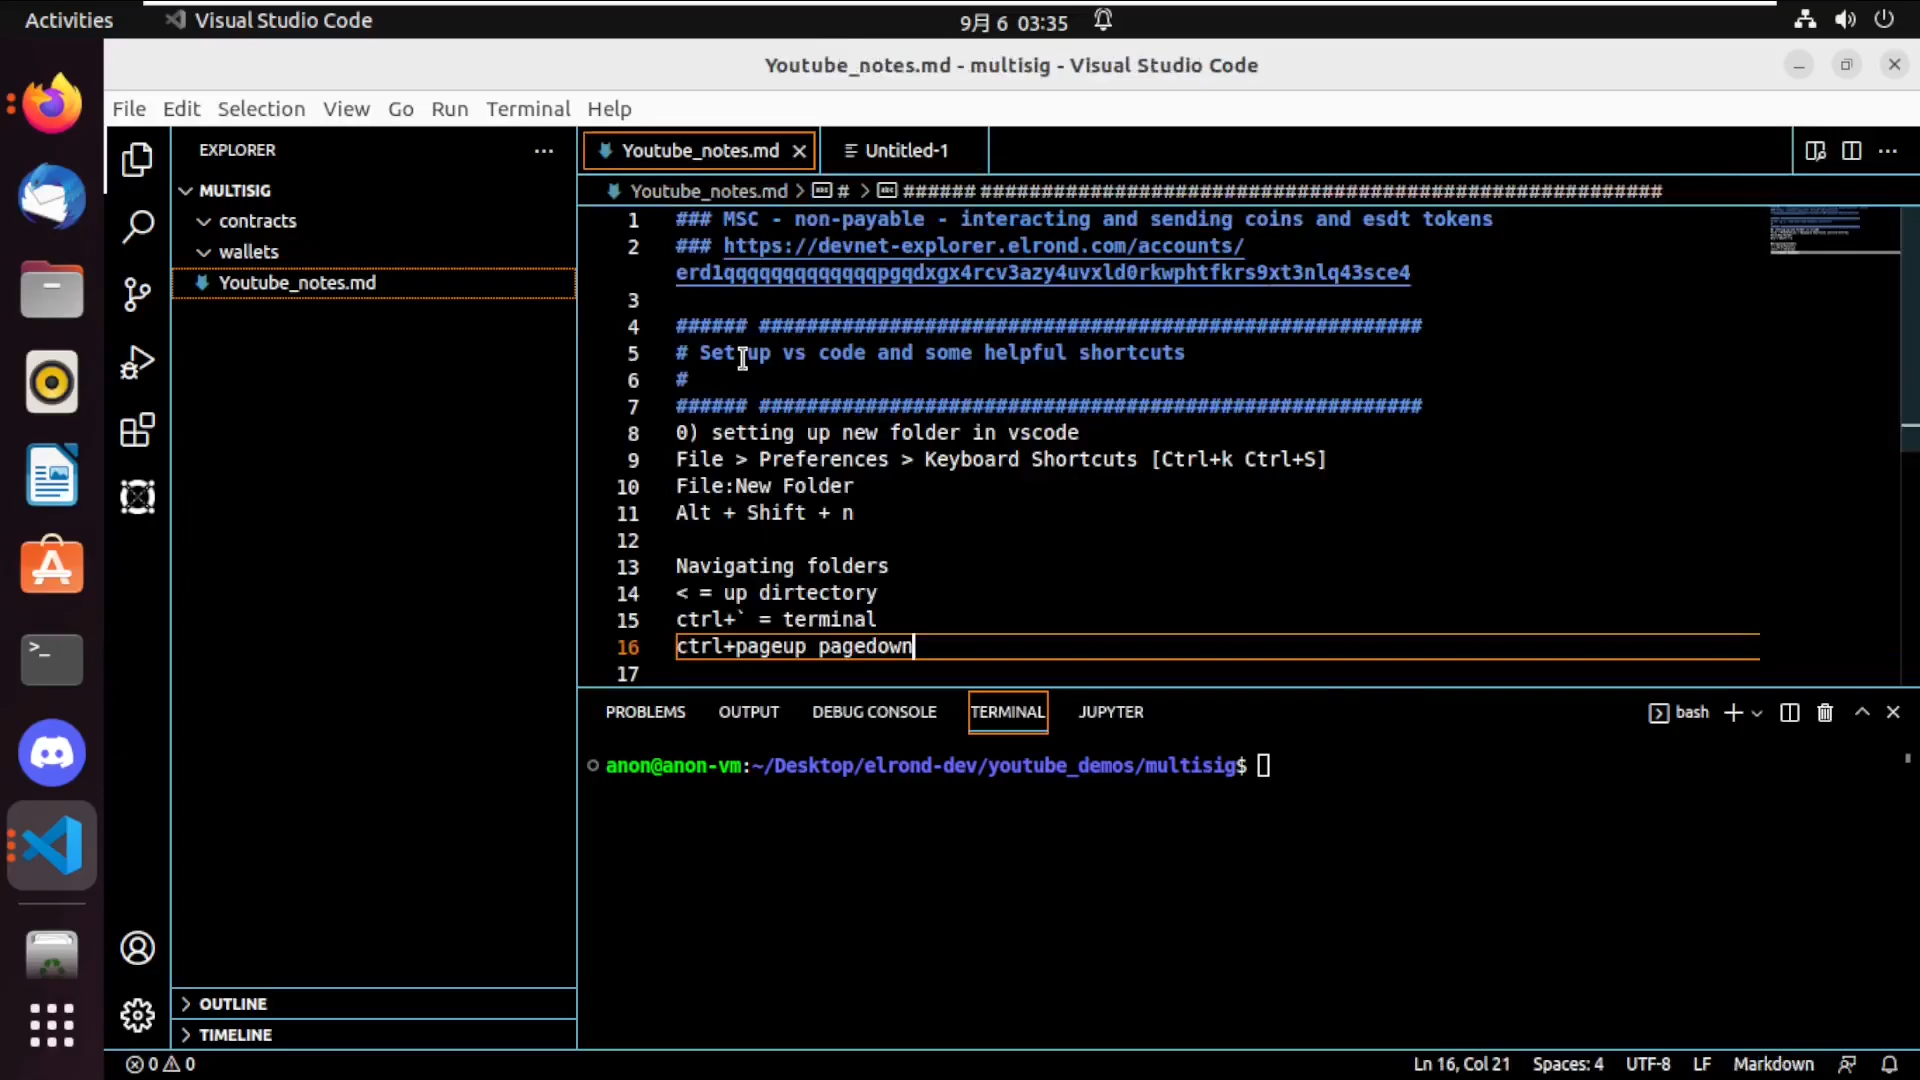 Activities Visual Studio Code 9月 6 03:35
Youtube_notes.md - multisig - Visual Studio Code
File Edit Selection View Go Run Terminal Help
EXPLORER
MULTISIG
contracts
wallets
Youtube_notes.md
OUTLINE
TIMELINE
Youtube_notes.md Untitled-1
Youtube_notes.md > # > ###### ########################################################
1 ### MSC - non-payable - interacting and sending coins and esdt tokens
2 ### https://devnet-explorer.elrond.com/accounts/
erd1qqqqqqqqqqqqqpgqdxgx4rcv3azy4uvxld0rkwphtfkrs9xt3nlq43sce4
3
4 ###### ########################################################
5 # Set up vs code and some helpful shortcuts
6 #
7 ###### ########################################################
8 0) setting up new folder in vscode
9 File > Preferences > Keyboard Shortcuts [Ctrl+k Ctrl+S]
10 File:New Folder
11 Alt + Shift + n
12
13 Navigating folders
14 < = up dirtectory
15 ctrl+` = terminal
16 ctrl+pageup pagedown
17
PROBLEMS OUTPUT DEBUG CONSOLE TERMINAL JUPYTER bash
anon@anon-vm:~/Desktop/elrond-dev/youtube_demos/multisig$
0 0 Ln 16, Col 21 Spaces: 4 UTF-8 LF Markdown